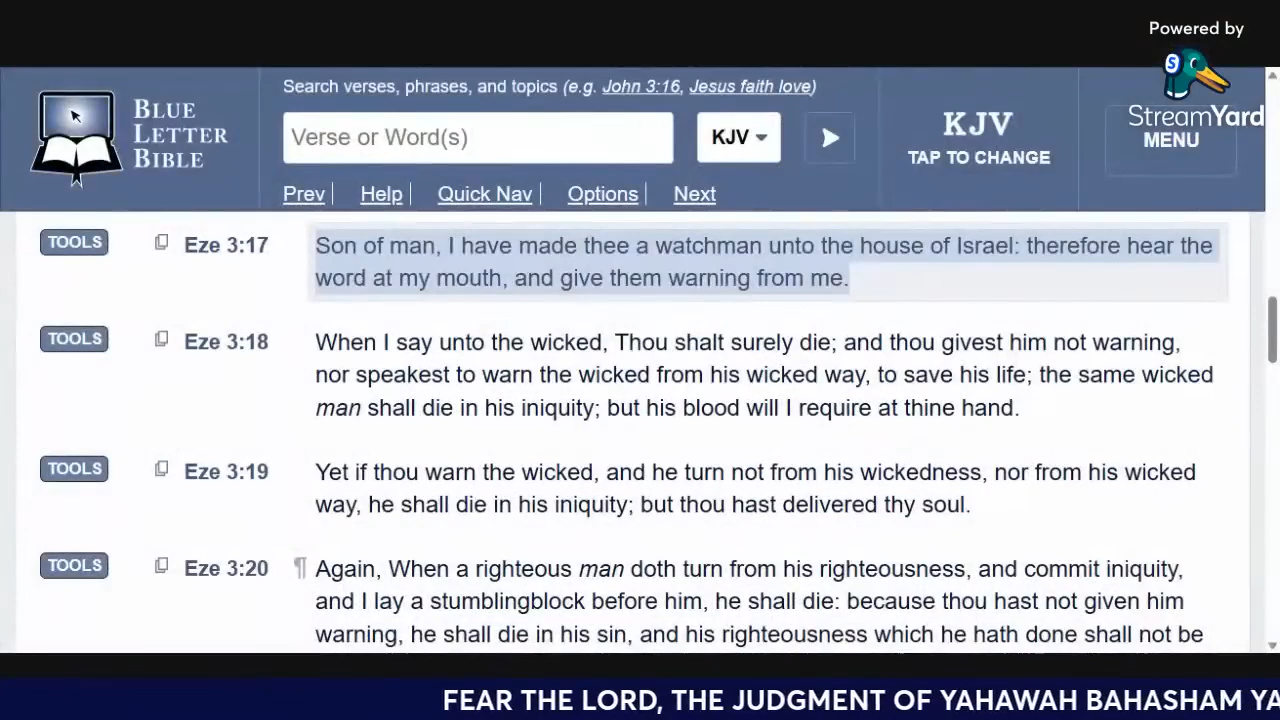 Powered by
StreamYard
BLUE
LETTER
BIBLE
Search verses, phrases, and topics (e.g. John 3:16, Jesus faith love)
Verse or Word(s)
KJV
KJV
TAP TO CHANGE
MENU
Prev Help Quick Nav Options Next
TOOLS Eze 3:17 Son of man, I have made thee a watchman unto the house of Israel: therefore hear the
word at my mouth, and give them warning from me.
TOOLS Eze 3:18 When I say unto the wicked, Thou shalt surely die; and thou givest him not warning,
nor speakest to warn the wicked from his wicked way, to save his life; the same wicked
man shall die in his iniquity; but his blood will I require at thine hand.
TOOLS Eze 3:19 Yet if thou warn the wicked, and he turn not from his wickedness, nor from his wicked
way, he shall die in his iniquity; but thou hast delivered thy soul.
TOOLS Eze 3:20 ¶ Again, When a righteous man doth turn from his righteousness, and commit iniquity,
and I lay a stumblingblock before him, he shall die: because thou hast not given him
warning, he shall die in his sin, and his righteousness which he hath done shall not be
FEAR THE LORD, THE JUDGMENT OF YAHAWAH BAHASHAM YA